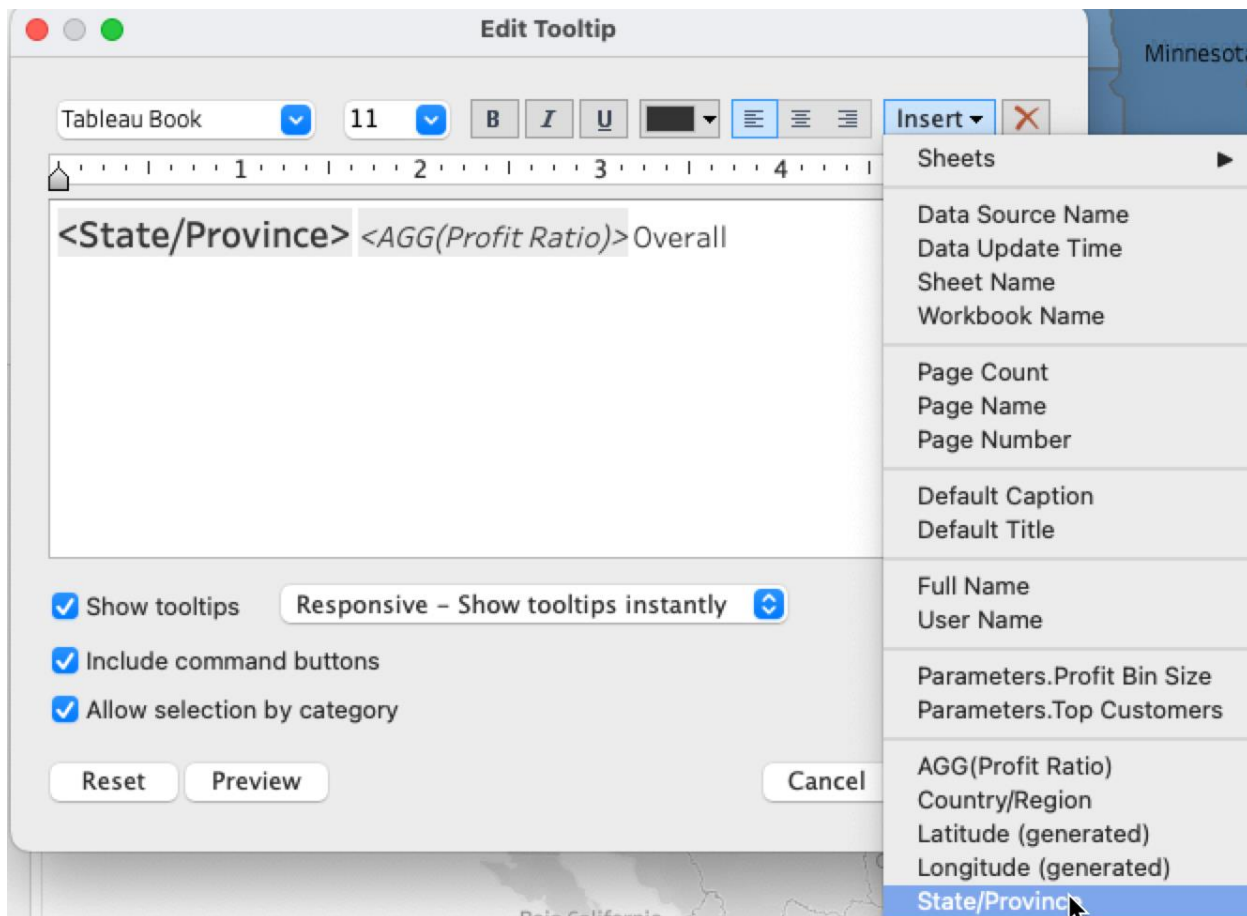 Edit Tooltip
Minnesota
Tableau Book 11 B I U Insert
1 2 3 4
<State/Province> <AGG(Profit Ratio)> Overall
Show tooltips Responsive – Show tooltips instantly
Include command buttons
Allow selection by category
Reset Preview Cancel
Sheets
Data Source Name
Data Update Time
Sheet Name
Workbook Name
Page Count
Page Name
Page Number
Default Caption
Default Title
Full Name
User Name
Parameters.Profit Bin Size
Parameters.Top Customers
AGG(Profit Ratio)
Country/Region
Latitude (generated)
Longitude (generated)
State/Province